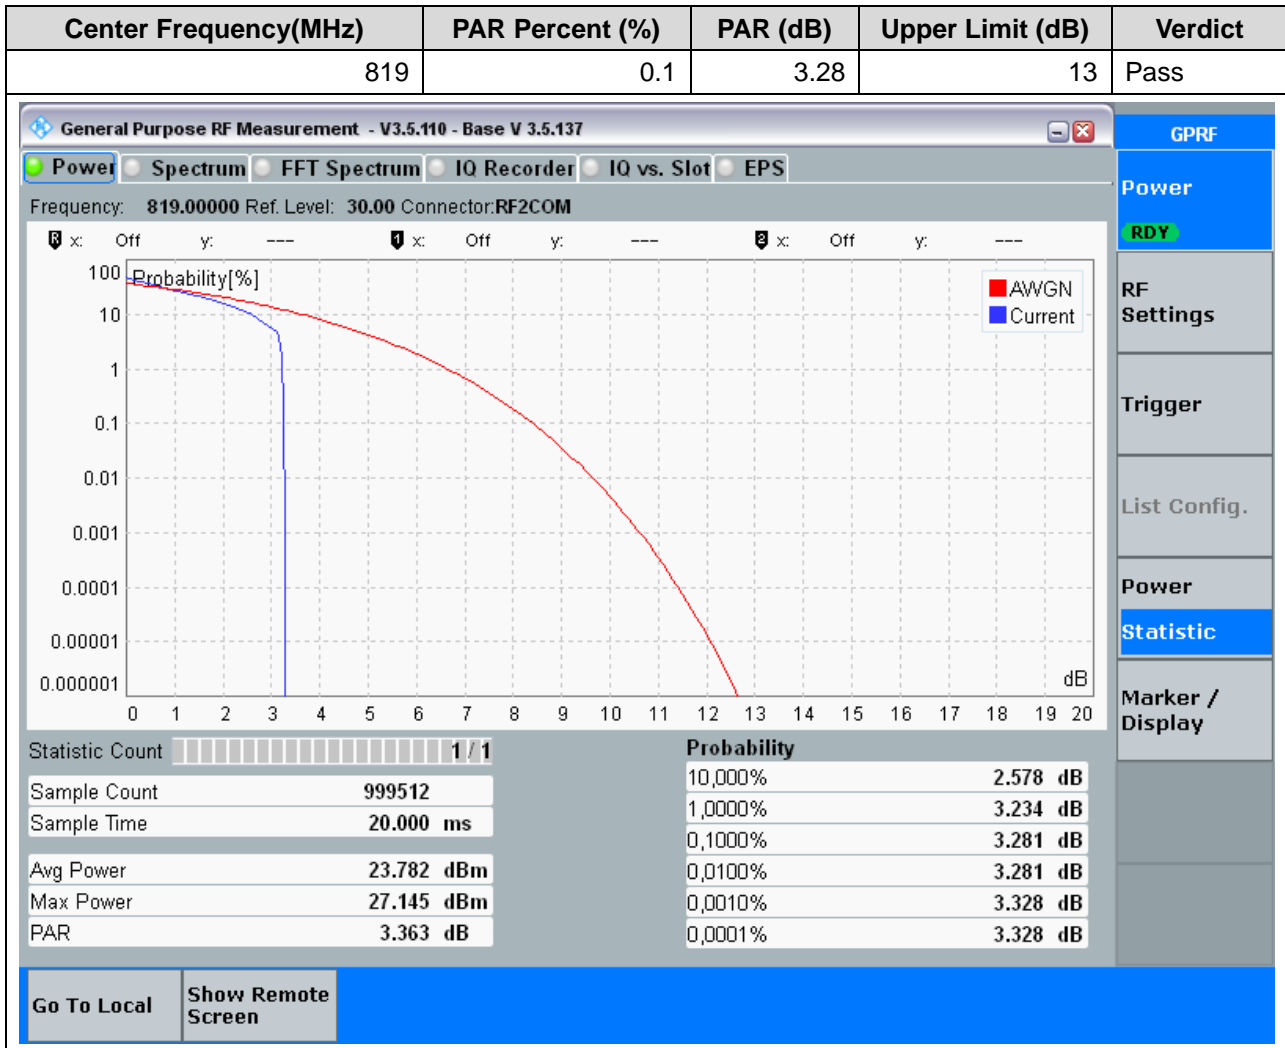 Center Frequency(MHz) PAR Percent (%) PAR (dB) Upper Limit (dB) Verdict
819 0.1 3.28 13 Pass
General Purpose RF Measurement - V3.5.110 - Base V 3.5.137
GPRF
Power Spectrum FFT Spectrum IQ Recorder IQ vs. Slot EPS
Power
RDY
Frequency: 819.00000 Ref. Level: 30.00 Connector:RF2COM
R x: Off y: --- 1 x: Off y: --- 2 x: Off y: ---
Probability[%]
AWGN
Current
100
10
1
0.1
0.01
0.001
0.0001
0.00001
0.000001
dB
0 1 2 3 4 5 6 7 8 9 10 11 12 13 14 15 16 17 18 19 20
RF
Settings
Trigger
List Config.
Power
Statistic
Marker /
Display
Statistic Count 1 / 1
Sample Count 999512
Sample Time 20.000 ms
Avg Power 23.782 dBm
Max Power 27.145 dBm
PAR 3.363 dB
Probability
10,000% 2.578 dB
1,0000% 3.234 dB
0,1000% 3.281 dB
0,0100% 3.281 dB
0,0010% 3.328 dB
0,0001% 3.328 dB
Go To Local
Show Remote
Screen